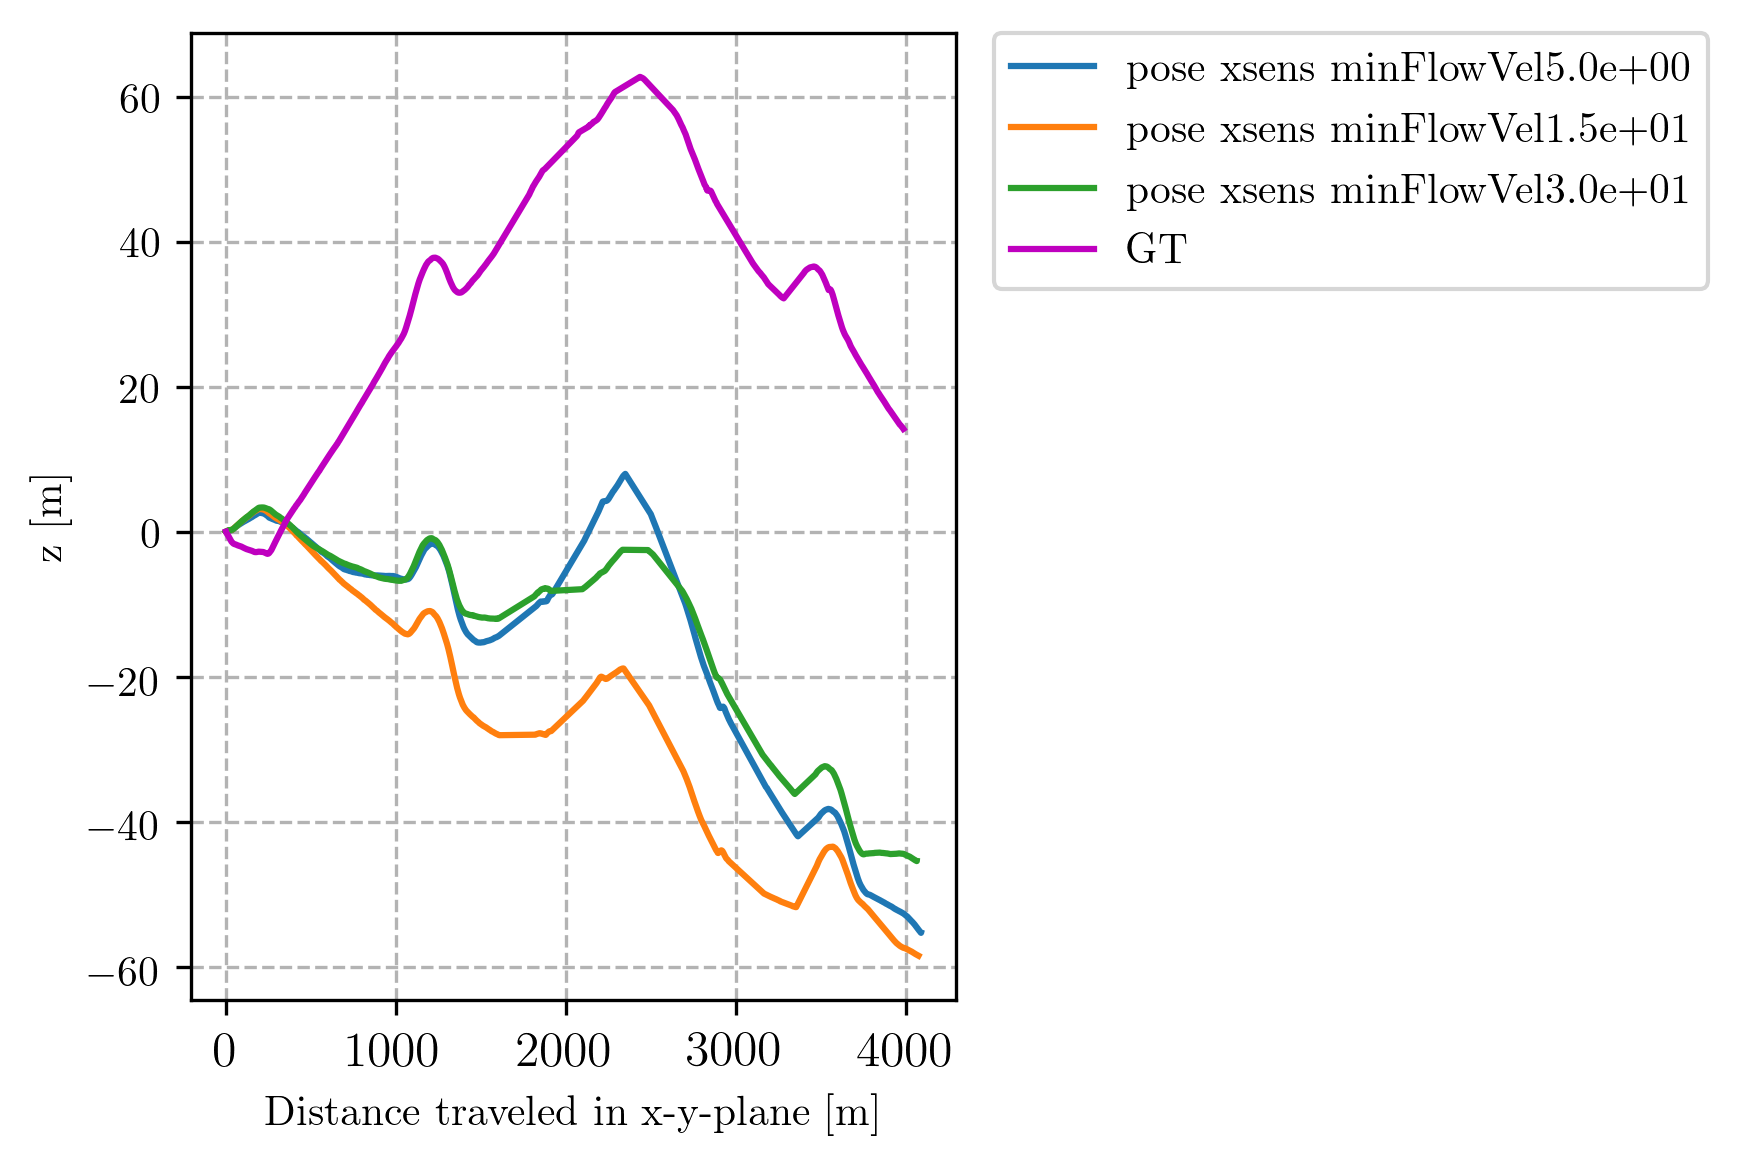 60
40
20
0
−20
−40
−60
z [m]
0 1000 2000 3000 4000
Distance traveled in x-y-plane [m]
pose xsens minFlowVel5.0e+00
pose xsens minFlowVel1.5e+01
pose xsens minFlowVel3.0e+01
GT